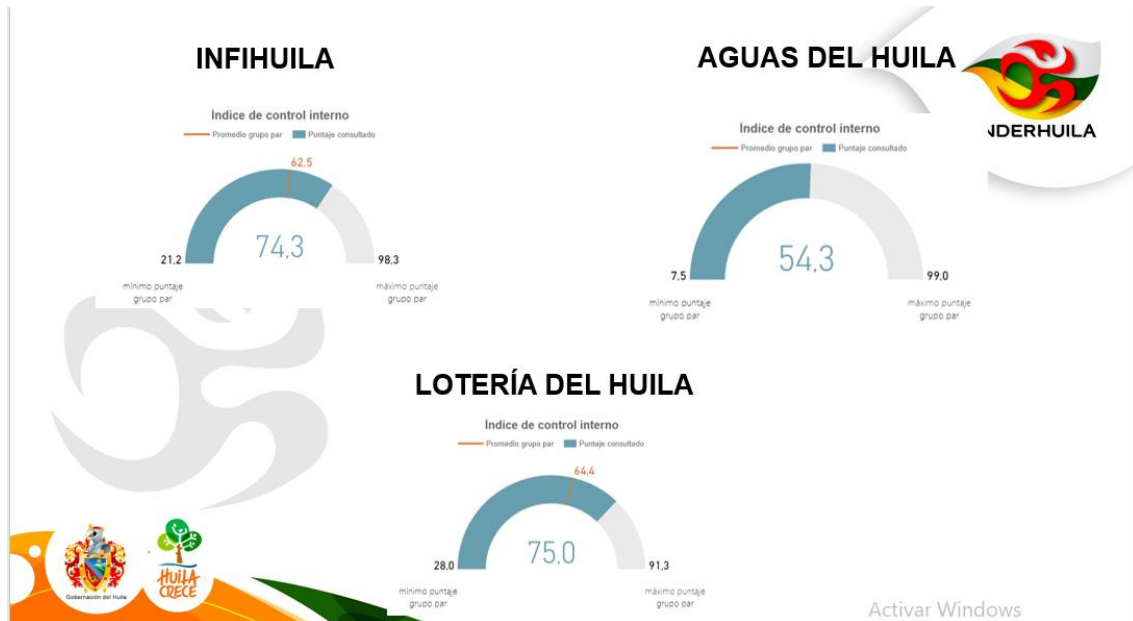 INFIHUILA
Índice de control interno
Promedio grupo par Puntaje consultado
62,5
74,3
21,2
98,3
mínimo puntaje
grupo par
máximo puntaje
grupo par
AGUAS DEL HUILA
NDERHUILA
Índice de control interno
Promedio grupo par Puntaje consultado
54,3
7,5
99,0
mínimo puntaje
grupo par
máximo puntaje
grupo par
LOTERÍA DEL HUILA
Índice de control interno
Promedio grupo par Puntaje consultado
64,4
75,0
28,0
91,3
mínimo puntaje
grupo par
máximo puntaje
grupo par
Gobernación del Huila
HUILA
CRECE
Activar Windows